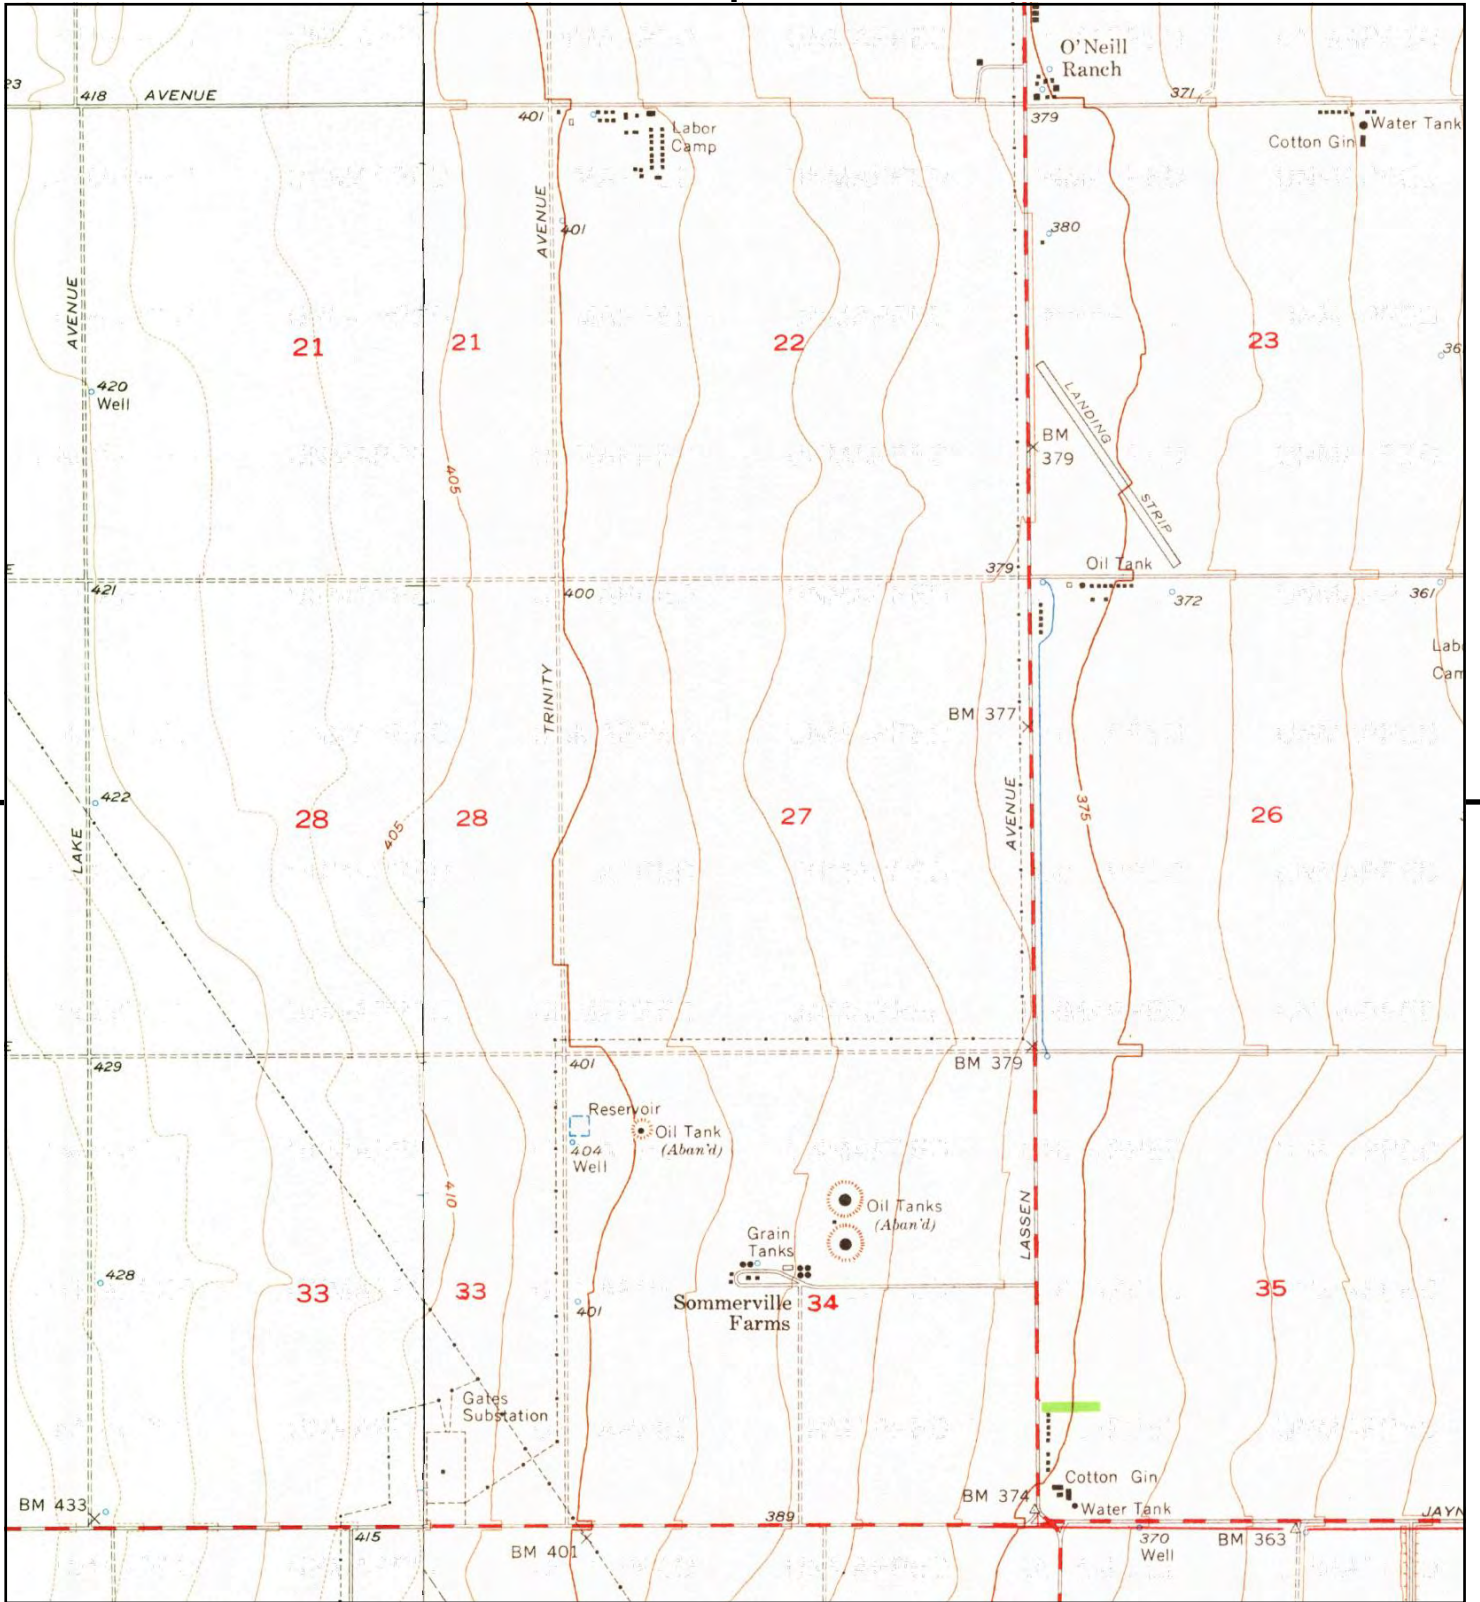 O'Neill
Ranch
23
418
AVENUE
401
379
371
Water Tank
Cotton Gin
Labor
Camp
AVENUE
401
380
AVENUE
21
21
22
23
36
420
Well
LANDING
STRIP
BM
379
405
Oil Tank
E
421
400
379
372
361
Labo
Cam
TRINITY
BM 377
AVENUE
375
422
LAKE
28
405
28
27
26
E
429
401
BM 379
Reservoir
Oil Tank
(Aban'd)
404
Well
410
LASSEN
Oil Tanks
(Aban'd)
Grain
Tanks
428
33
33
401
Sommerville
Farms
34
35
Gates
Substation
Cotton Gin
Water Tank
BM 433
BM 374
389
JAYN
415
BM 401
370
Well
BM 363